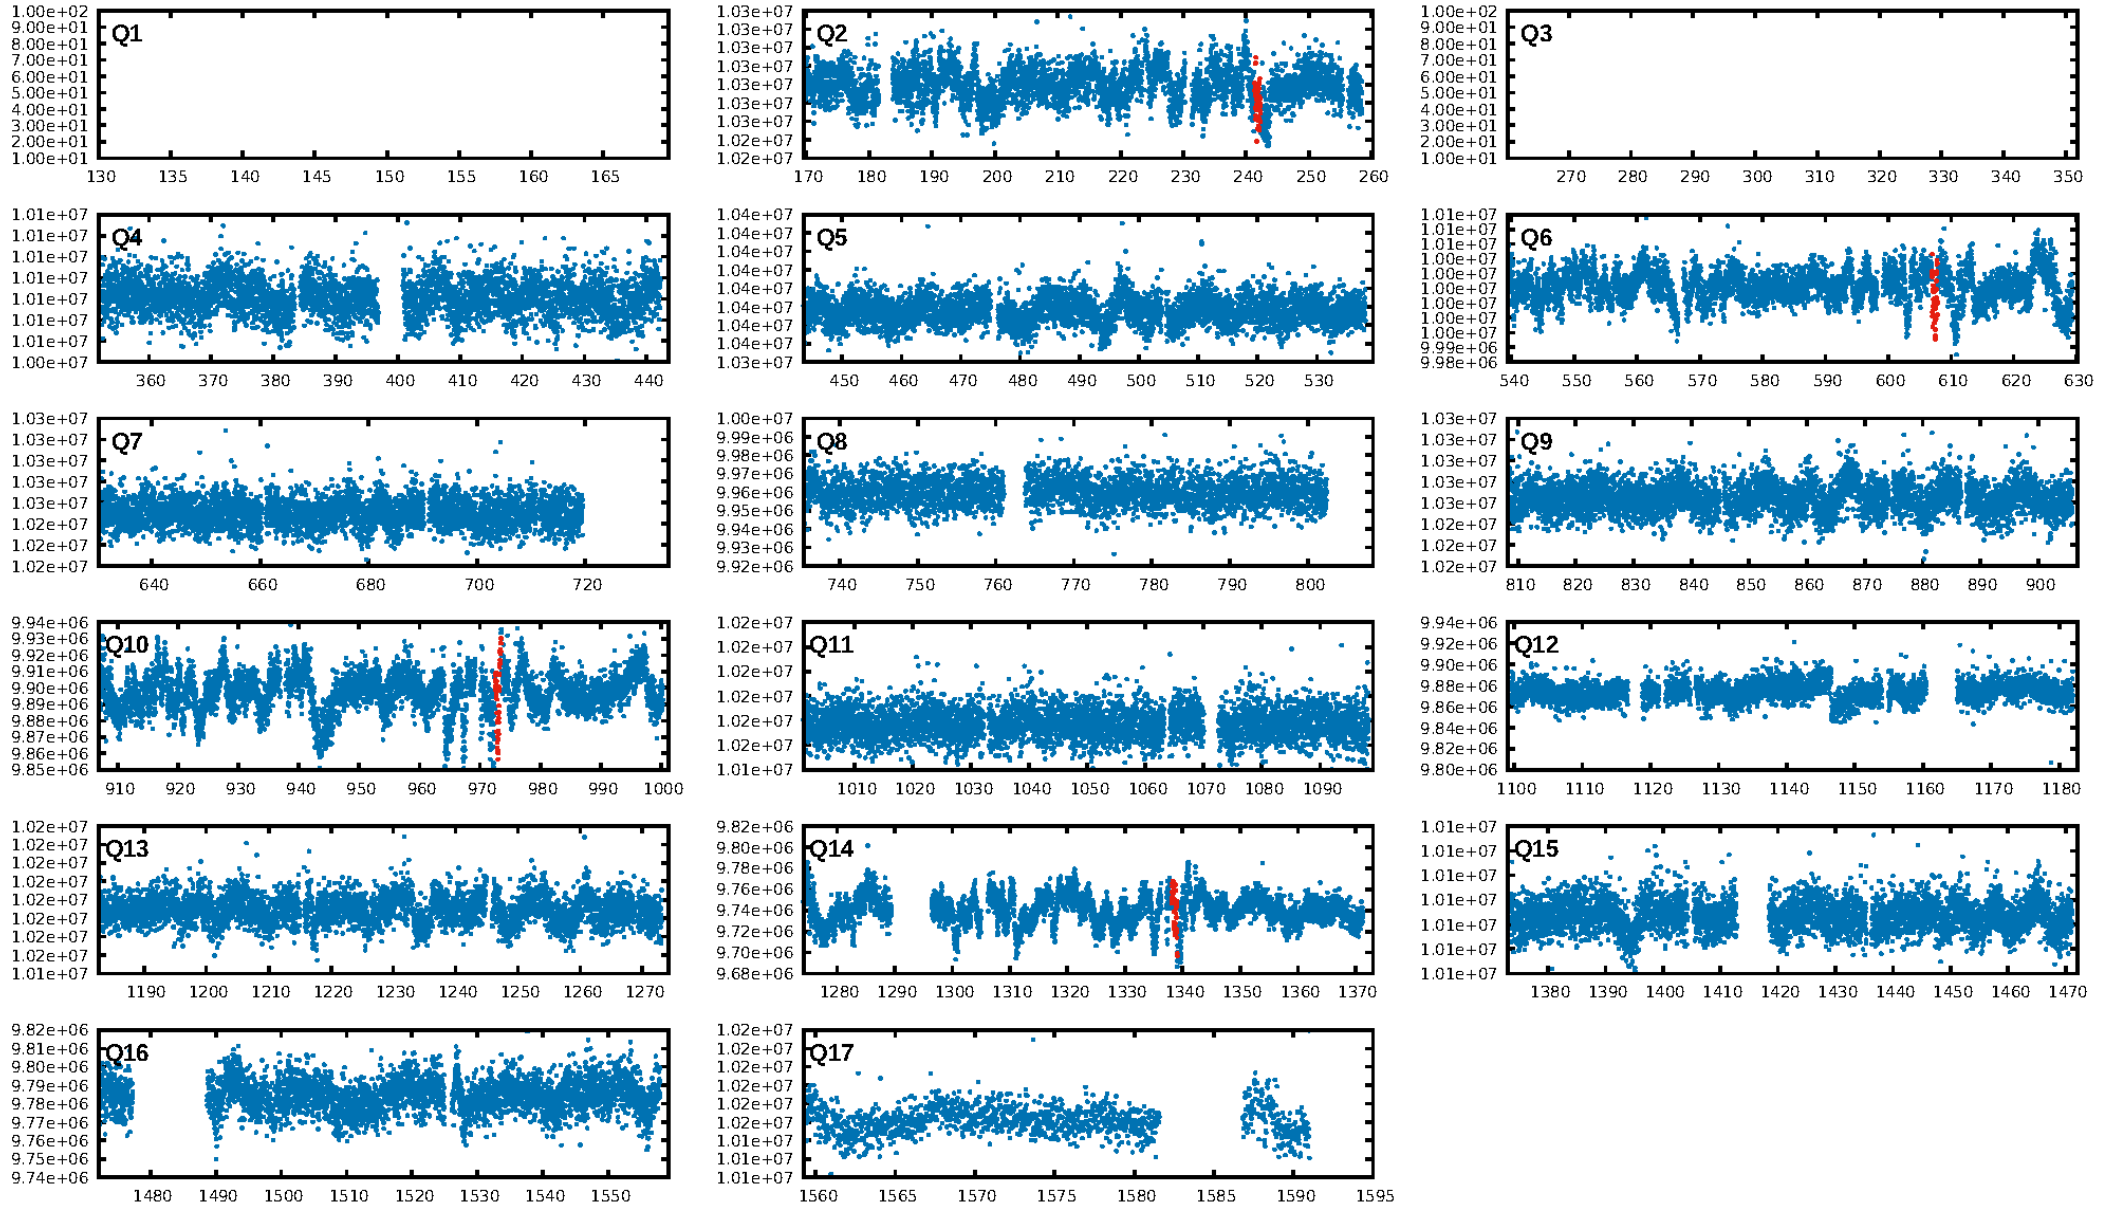 1.00e+02
9.00e+01
8.00e+01
7.00e+01
6.00e+01
5.00e+01
4.00e+01
3.00e+01
2.00e+01
1.00e+01
Q1
130 135 140 145 150 155 160 165
1.03e+07
1.03e+07
1.03e+07
1.03e+07
1.03e+07
1.03e+07
1.03e+07
1.02e+07
1.02e+07
Q2
170 180 190 200 210 220 230 240 250 260
1.00e+02
9.00e+01
8.00e+01
7.00e+01
6.00e+01
5.00e+01
4.00e+01
3.00e+01
2.00e+01
1.00e+01
Q3
270 280 290 300 310 320 330 340 350
1.01e+07
1.01e+07
1.01e+07
1.01e+07
1.01e+07
1.01e+07
1.01e+07
1.00e+07
Q4
360 370 380 390 400 410 420 430 440
1.04e+07
1.04e+07
1.04e+07
1.04e+07
1.04e+07
1.04e+07
1.04e+07
1.04e+07
1.03e+07
Q5
450 460 470 480 490 500 510 520 530
1.01e+07
1.01e+07
1.01e+07
1.00e+07
1.00e+07
1.00e+07
1.00e+07
1.00e+07
1.00e+07
9.99e+06
9.98e+06
Q6
540 550 560 570 580 590 600 610 620 630
1.03e+07
1.03e+07
1.03e+07
1.03e+07
1.03e+07
1.02e+07
1.02e+07
1.02e+07
Q7
640 660 680 700 720
1.00e+07
9.99e+06
9.98e+06
9.97e+06
9.96e+06
9.95e+06
9.94e+06
9.93e+06
9.92e+06
Q8
740 750 760 770 780 790 800
1.03e+07
1.03e+07
1.03e+07
1.03e+07
1.03e+07
1.02e+07
1.02e+07
1.02e+07
Q9
810 820 830 840 850 860 870 880 890 900
9.94e+06
9.93e+06
9.92e+06
9.91e+06
9.90e+06
9.89e+06
9.88e+06
9.87e+06
9.86e+06
9.85e+06
Q10
910 920 930 940 950 960 970 980 990 1000
1.02e+07
1.02e+07
1.02e+07
1.02e+07
1.02e+07
1.02e+07
1.01e+07
Q11
1010 1020 1030 1040 1050 1060 1070 1080 1090
9.94e+06
9.92e+06
9.90e+06
9.88e+06
9.86e+06
9.84e+06
9.82e+06
9.80e+06
Q12
1100 1110 1120 1130 1140 1150 1160 1170 1180
1.02e+07
1.02e+07
1.02e+07
1.02e+07
1.02e+07
1.02e+07
1.02e+07
1.02e+07
1.01e+07
Q13
1190 1200 1210 1220 1230 1240 1250 1260 1270
9.82e+06
9.80e+06
9.78e+06
9.76e+06
9.74e+06
9.72e+06
9.70e+06
9.68e+06
Q14
1280 1290 1300 1310 1320 1330 1340 1350 1360 1370
1.01e+07
1.01e+07
1.01e+07
1.01e+07
1.01e+07
1.01e+07
1.01e+07
Q15
1380 1390 1400 1410 1420 1430 1440 1450 1460 1470
9.82e+06
9.81e+06
9.80e+06
9.79e+06
9.78e+06
9.77e+06
9.76e+06
9.75e+06
9.74e+06
Q16
1480 1490 1500 1510 1520 1530 1540 1550
1.02e+07
1.02e+07
1.02e+07
1.02e+07
1.02e+07
1.02e+07
1.01e+07
1.01e+07
1.01e+07
Q17
1560 1565 1570 1575 1580 1585 1590 1595